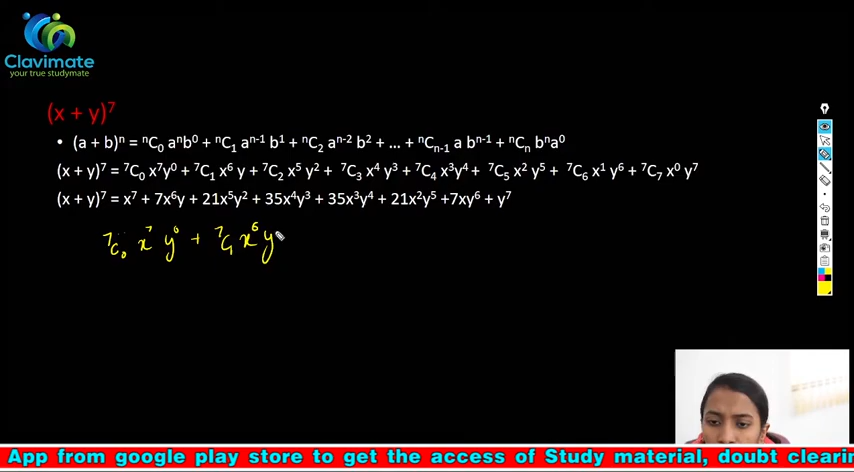 Clavimate
your true studymate
(x + y)⁷
• (a + b)ⁿ = ⁿC₀ aⁿb⁰ + ⁿC₁ aⁿ⁻¹ b¹ + ⁿC₂ aⁿ⁻² b² + ... + ⁿCₙ₋₁ a bⁿ⁻¹ + ⁿCₙ bⁿa⁰
(x + y)⁷ = ⁷C₀ x⁷y⁰ + ⁷C₁ x⁶ y + ⁷C₂ x⁵ y² + ⁷C₃ x⁴ y³ + ⁷C₄ x³y⁴ + ⁷C₅ x² y⁵ + ⁷C₆ x¹ y⁶ + ⁷C₇ x⁰ y⁷
(x + y)⁷ = x⁷ + 7x⁶y + 21x⁵y² + 35x⁴y³ + 35x³y⁴ + 21x²y⁵ +7xy⁶ + y⁷
⁷C₀ x⁷ y⁰ + ⁷C₁ x⁶ y
App from google play store to get the access of Study material, doubt clearin